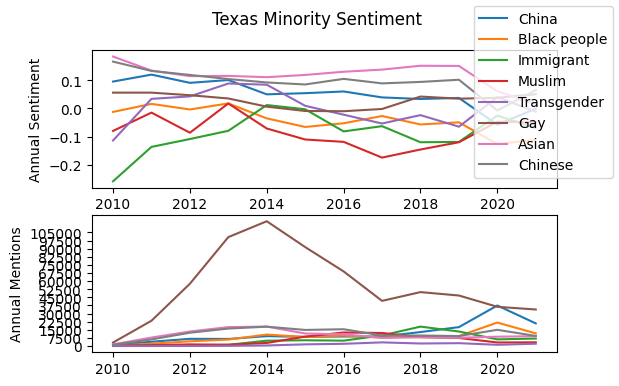 Texas Minority Sentiment
China
Black people
Immigrant
Muslim
Transgender
Gay
Asian
Chinese
Annual Sentiment
0.1
0.0
−0.1
−0.2
2010 2012 2014 2016 2018 2020
Annual Mentions
105000
97500
90000
82500
75000
67500
60000
52500
45000
37500
30000
22500
15000
7500
0
2010 2012 2014 2016 2018 2020